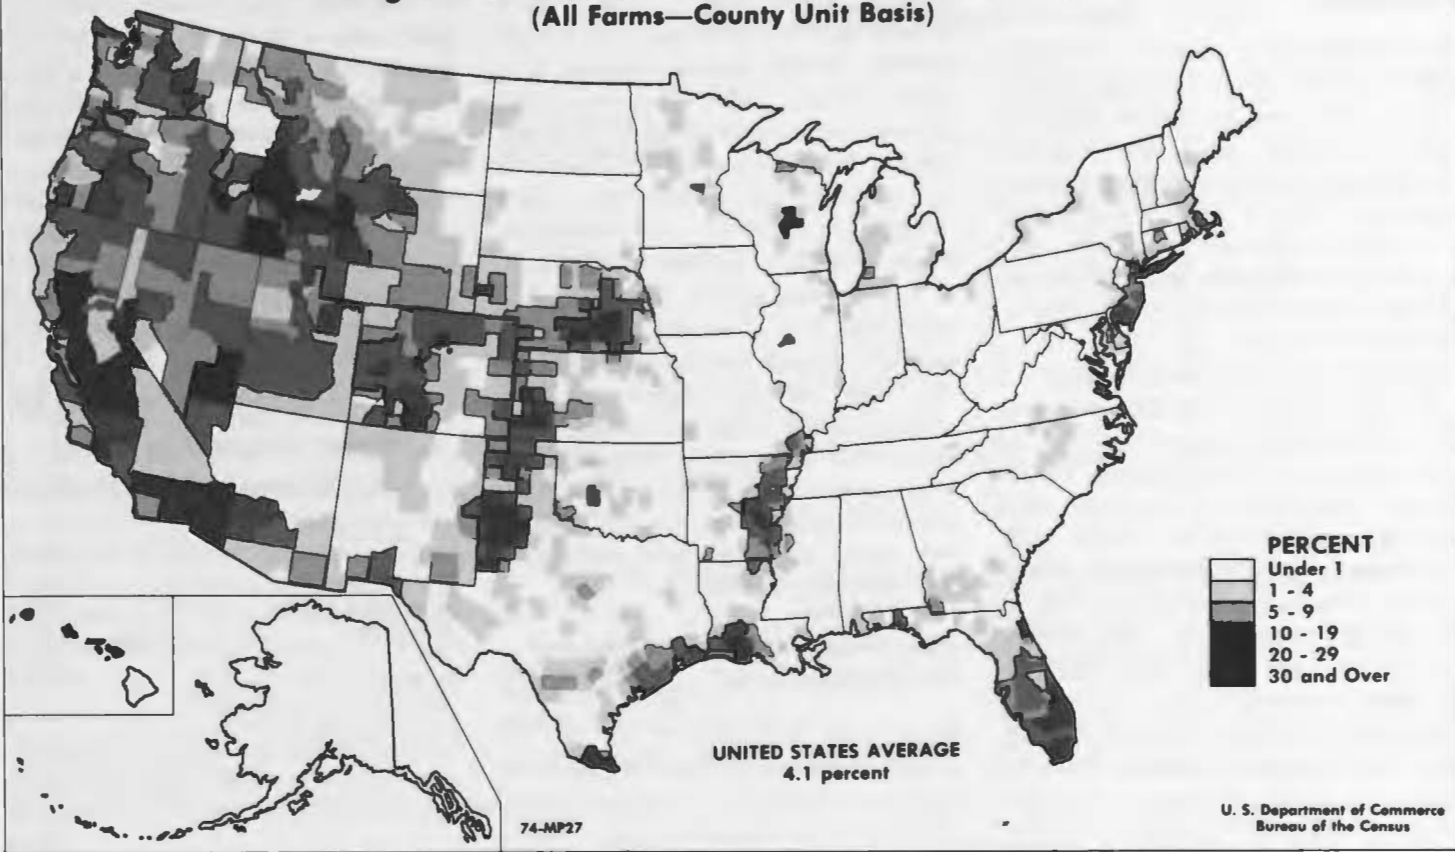 (All Farms—County Unit Basis)
PERCENT
Under 1
1 - 4
5 - 9
10 - 19
20 - 29
30 and Over
UNITED STATES AVERAGE
4.1 percent
74-MP27
U. S. Department of Commerce
Bureau of the Census